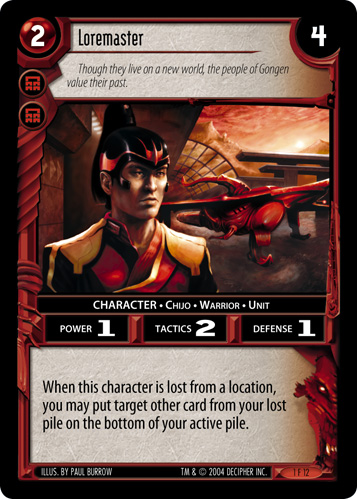 2 Loremaster 4
Though they live on a new world, the people of Gongen
value their past.
CHARACTER • CHIJO • WARRIOR • UNIT
POWER 1 TACTICS 2 DEFENSE 1
When this character is lost from a location,
you may put target other card from your lost
pile on the bottom of your active pile.
ILLUS. BY PAUL BURROW TM & © 2004 DECIPHER INC. 1 F 12